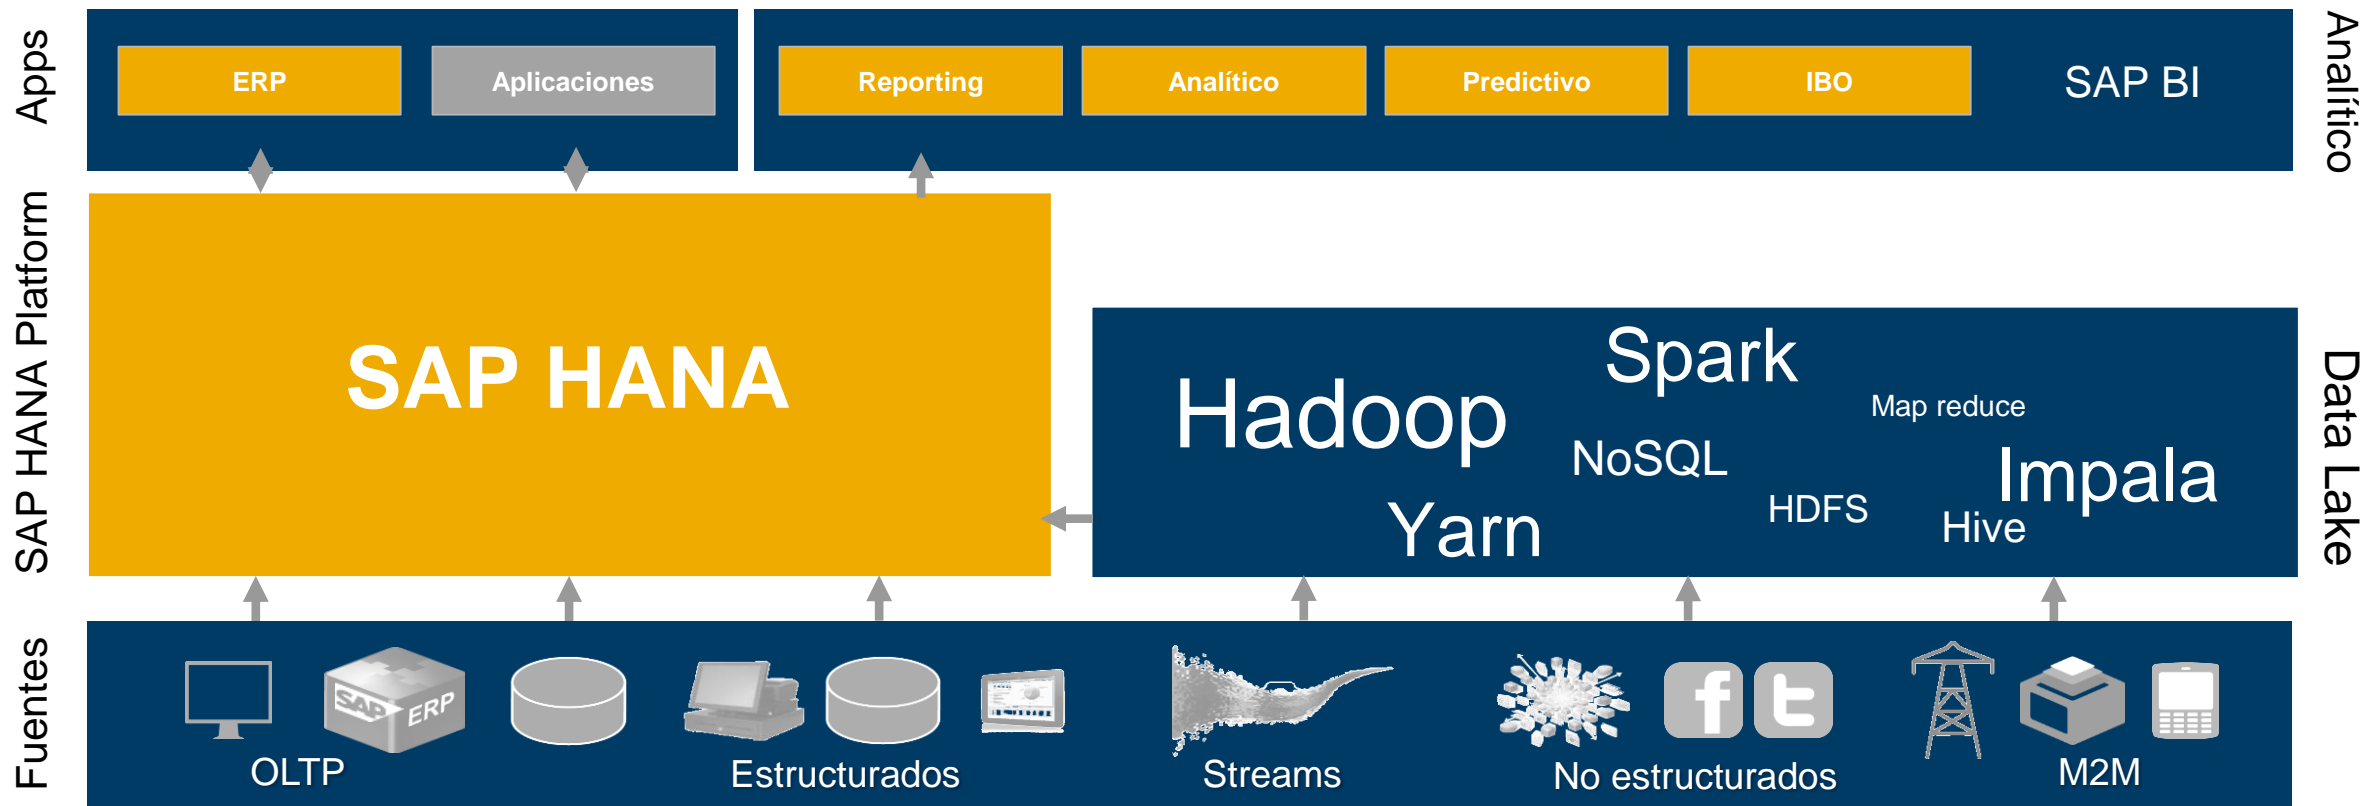 Apps
ERP
Aplicaciones
Reporting
Analítico
Predictivo
IBO
SAP BI
Analítico
SAP HANA Platform
SAP HANA
Hadoop
Spark
Map reduce
NoSQL
Impala
Yarn
HDFS
Hive
Data Lake
Fuentes
SAP ERP
OLTP
Estructurados
Streams
No estructurados
M2M